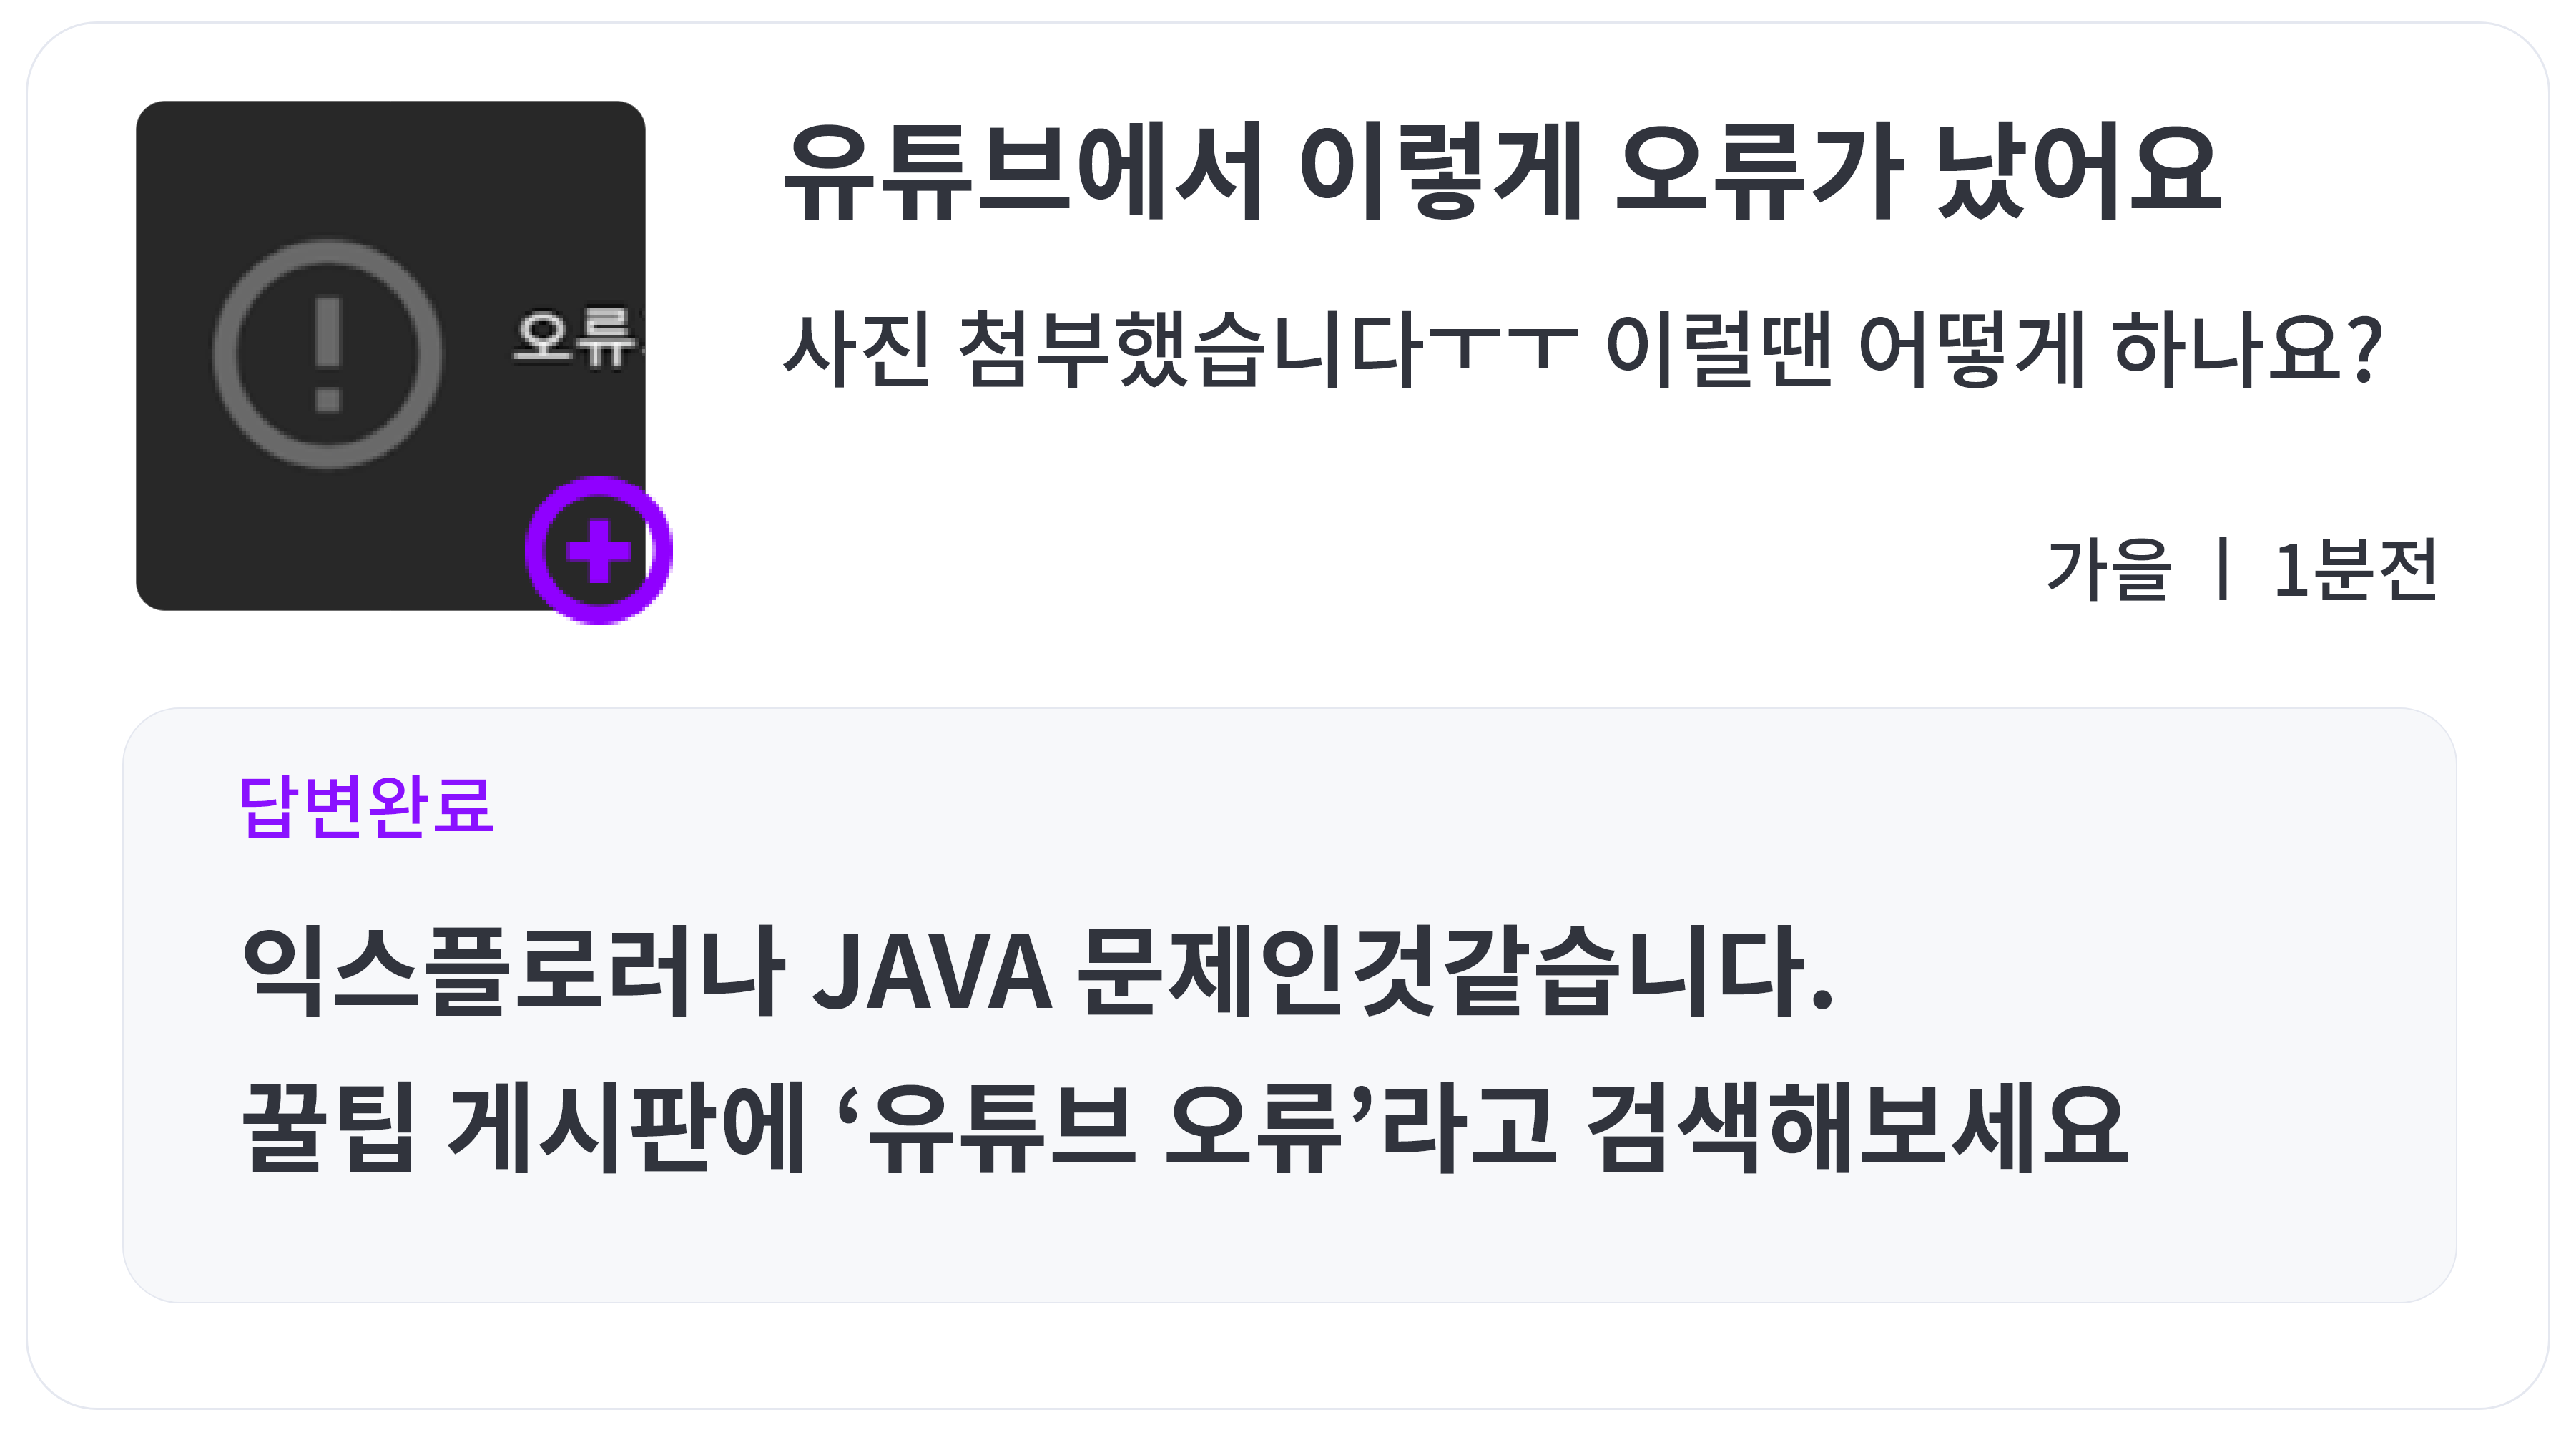 유튜브에서 이렇게 오류가 났어요
사진 첨부했습니다ㅜㅜ 이럴땐 어떻게 하나요?
오류
가을 ㅣ 1분전
답변완료
익스플로러나 JAVA 문제인것같습니다.
꿀팁 게시판에 ‘유튜브 오류’라고 검색해보세요